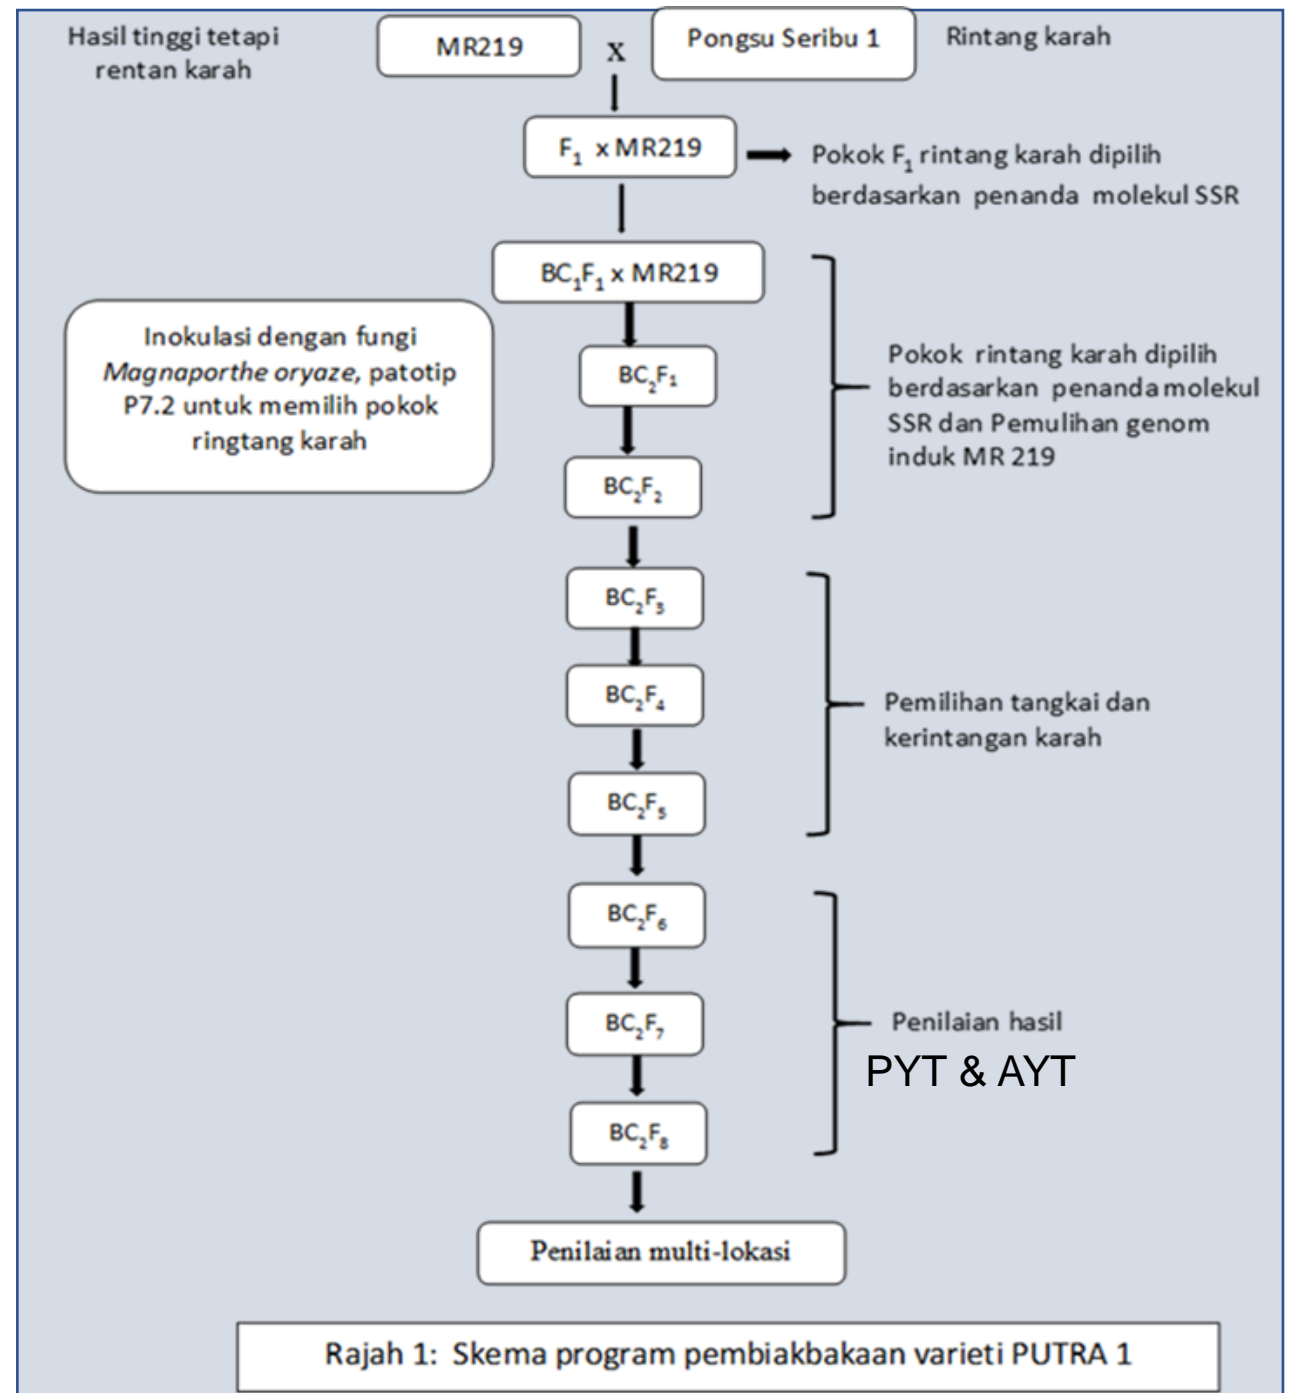 Hasil tinggi tetapi
rentan karah
MR219
x
Pongsu Seribu 1
Rintang karah
F₁ x MR219
Pokok F₁ rintang karah dipilih
berdasarkan penanda molekul SSR
BC₁F₁ x MR219
Inokulasi dengan fungi
Magnaporthe oryaze, patotip
P7.2 untuk memilih pokok
ringtang karah
BC₂F₁
BC₂F₂
Pokok rintang karah dipilih
berdasarkan penanda molekul
SSR dan Pemulihan genom
induk MR 219
BC₂F₃
BC₂F₄
BC₂F₅
Pemilihan tangkai dan
kerintangan karah
BC₂F₆
BC₂F₇
BC₂F₈
Penilaian hasil
PYT & AYT
Penilaian multi-lokasi
Rajah 1: Skema program pembiakbakaan varieti PUTRA 1